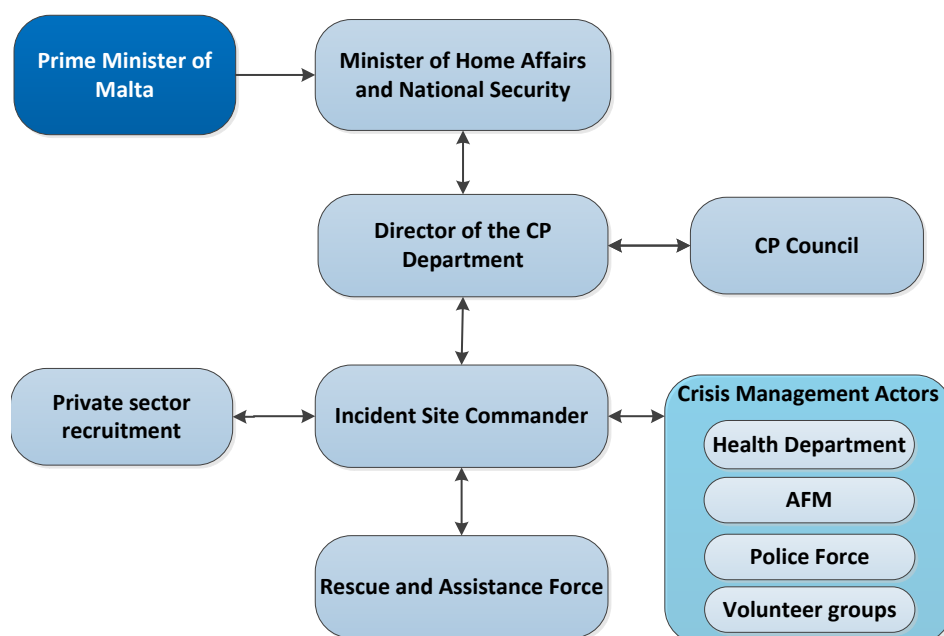 Prime Minister of
Malta
Minister of Home Affairs
and National Security
Director of the CP
Department
CP Council
Private sector
recruitment
Incident Site Commander
Crisis Management Actors
Health Department
AFM
Police Force
Volunteer groups
Rescue and Assistance Force